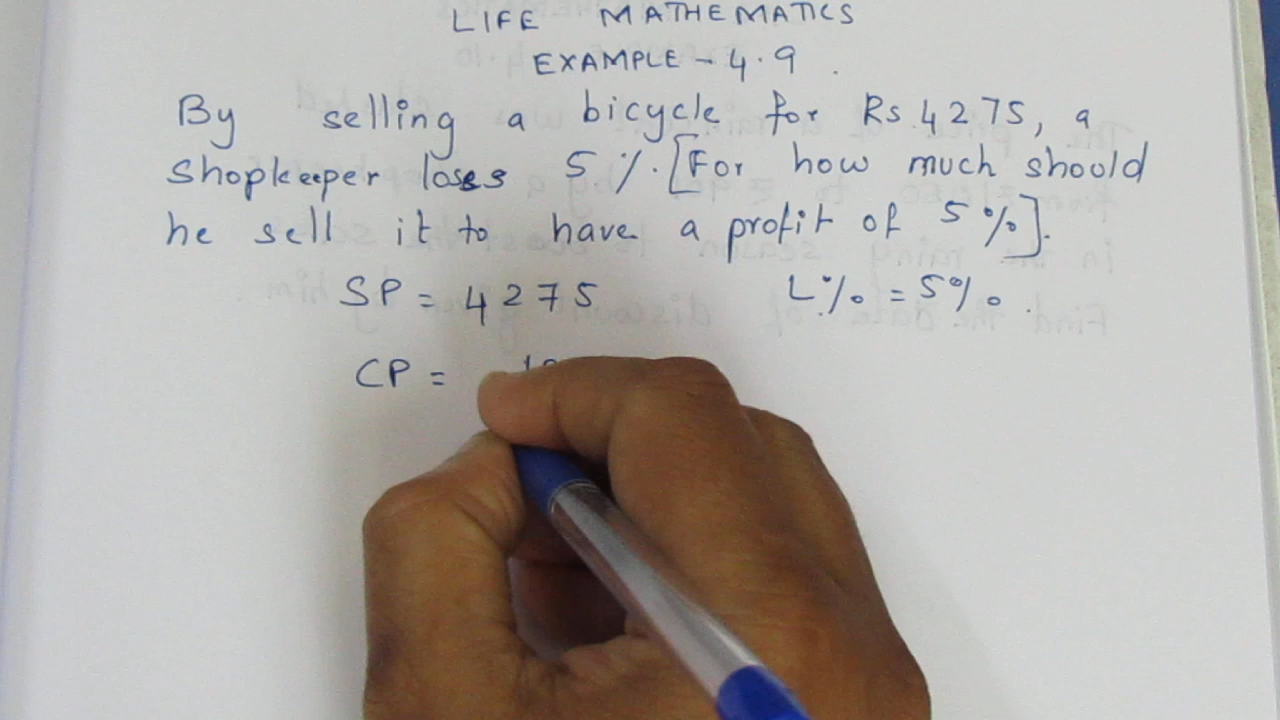 LIFE MATHEMATICS
EXAMPLE - 4.9
By selling a bicycle for Rs 4275, a
Shopkeeper loses 5 %. [For how much should
he sell it to have a profit of 5 %].
SP = 4275 L% = 5%.
CP = 10